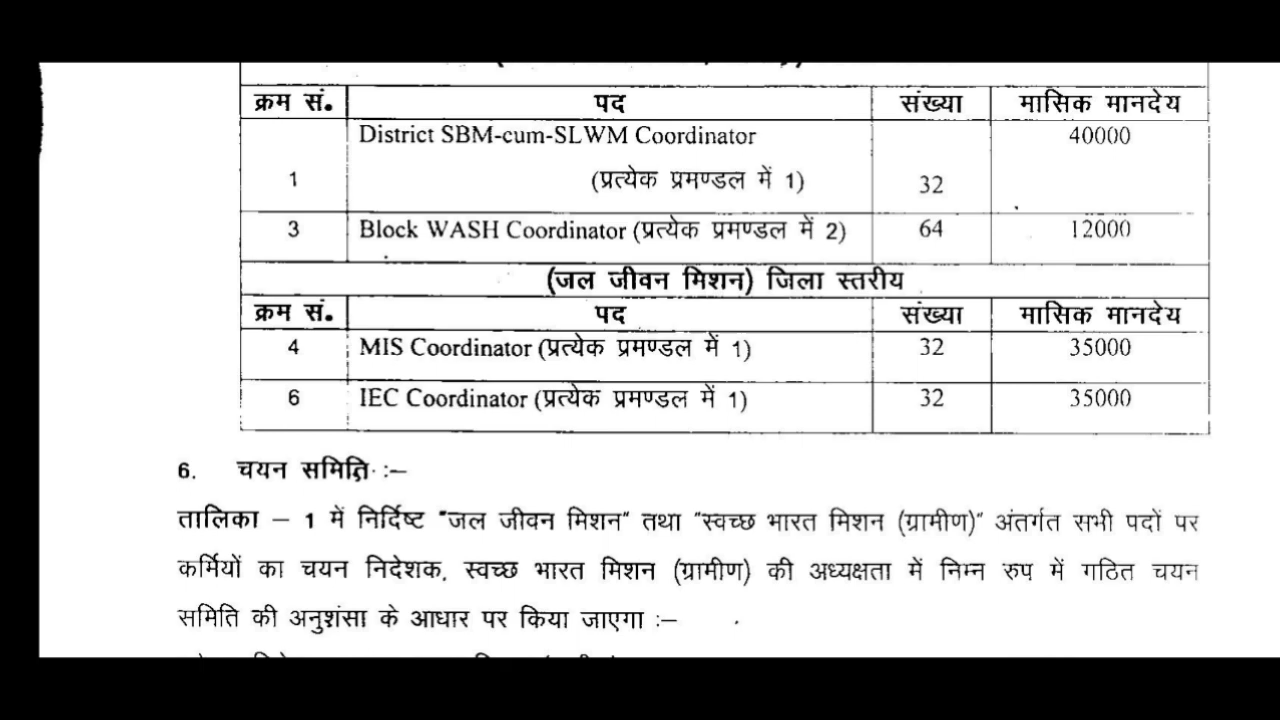 क्रम सं. पद संख्या मासिक मानदेय
District SBM-cum-SLWM Coordinator 40000
1 (प्रत्येक प्रमण्डल में 1) 32
3 Block WASH Coordinator (प्रत्येक प्रमण्डल में 2) 64 12000
(जल जीवन मिशन) जिला स्तरीय
क्रम सं. पद संख्या मासिक मानदेय
4 MIS Coordinator (प्रत्येक प्रमण्डल में 1) 32 35000
6 IEC Coordinator (प्रत्येक प्रमण्डल में 1) 32 35000
6. चयन समिति :–
तालिका – 1 में निर्दिष्ट "जल जीवन मिशन" तथा "स्वच्छ भारत मिशन (ग्रामीण)" अंतर्गत सभी पदों पर
कर्मियों का चयन निदेशक, स्वच्छ भारत मिशन (ग्रामीण) की अध्यक्षता में निम्न रुप में गठित चयन
समिति की अनुशंसा के आधार पर किया जाएगा :–